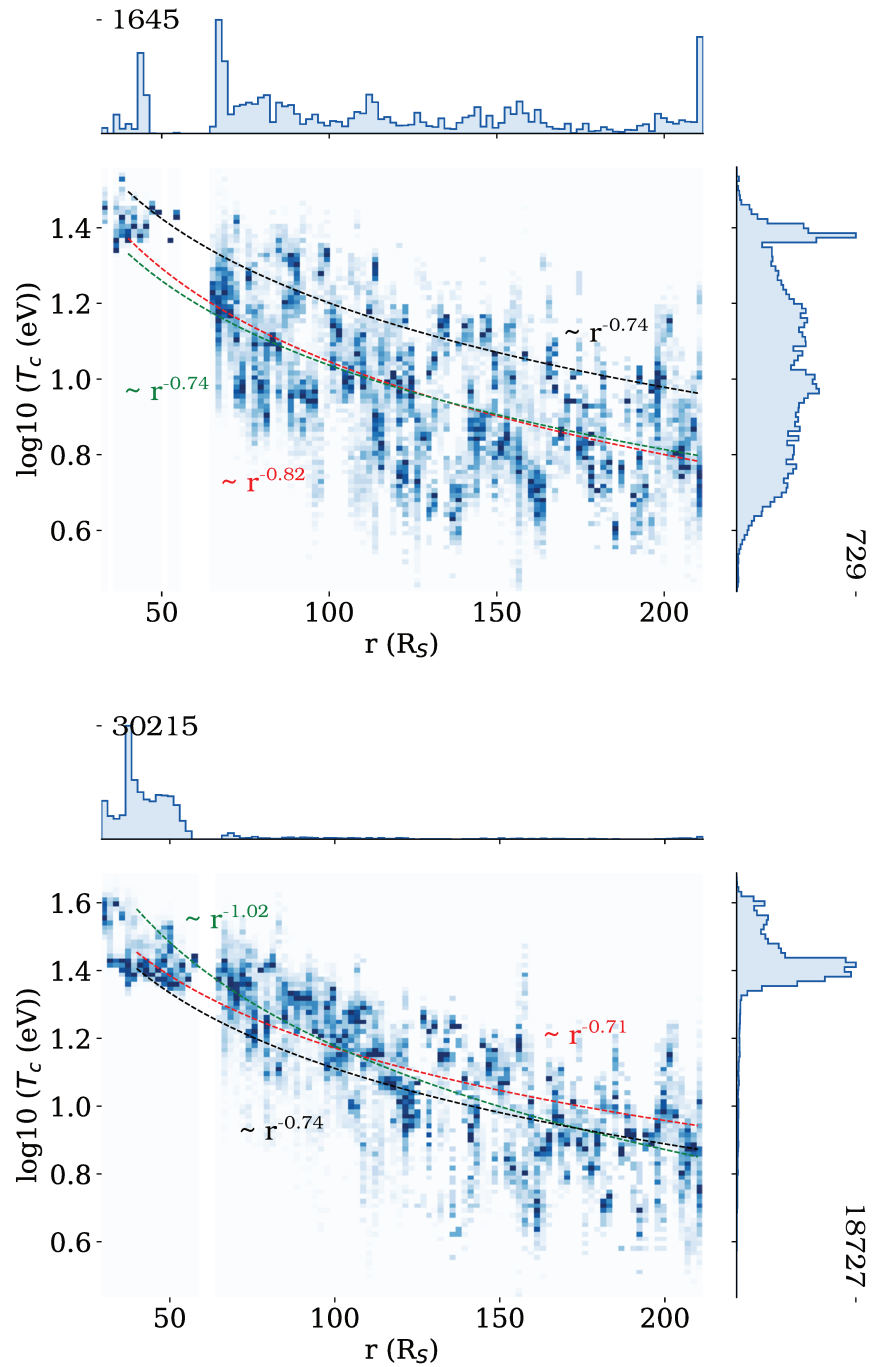 - 1645
1.4
1.2
1.0
0.8
0.6
log10 (T_c (eV))
~ r^-0.74
~ r^-0.74
~ r^-0.82
729 -
50 100 150 200
r (R_S)
- 30215
1.6
1.4
1.2
1.0
0.8
0.6
log10 (T_c (eV))
~ r^-1.02
~ r^-0.71
~ r^-0.74
18727 -
50 100 150 200
r (R_S)